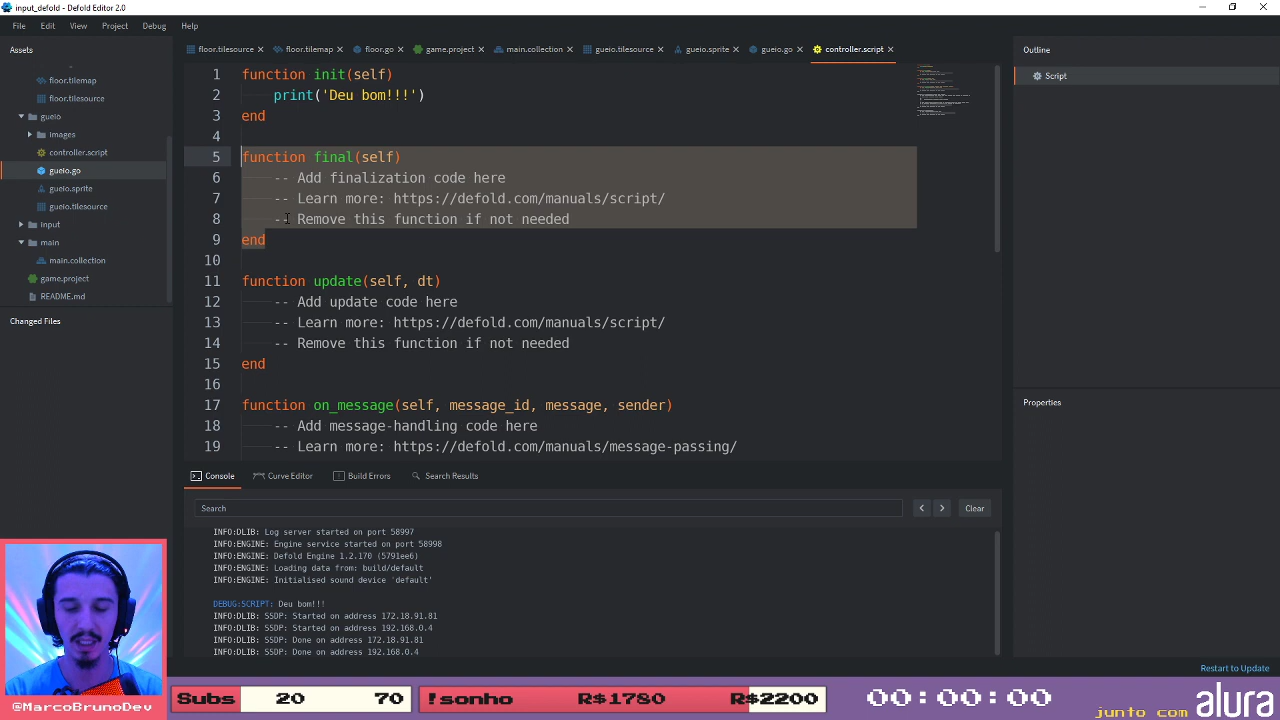 input_defold - Defold Editor 2.0
File Edit View Project Debug Help
Assets
floor.tilemap
floor.tilesource
gueio
images
controller.script
gueio.go
gueio.sprite
gueio.tilesource
input
main
main.collection
game.project
README.md
Changed Files
floor.tilesource floor.tilemap floor.go game.project main.collection gueio.tilesource gueio.sprite gueio.go controller.script
1 function init(self)
2 print('Deu bom!!!')
3 end
4
5 function final(self)
6 -- Add finalization code here
7 -- Learn more: https://defold.com/manuals/script/
8 -- Remove this function if not needed
9 end
10
11 function update(self, dt)
12 -- Add update code here
13 -- Learn more: https://defold.com/manuals/script/
14 -- Remove this function if not needed
15 end
16
17 function on_message(self, message_id, message, sender)
18 -- Add message-handling code here
19 -- Learn more: https://defold.com/manuals/message-passing/
Console Curve Editor Build Errors Search Results
Search Clear
INFO:DLIB: Log server started on port 58997
INFO:ENGINE: Engine service started on port 58998
INFO:ENGINE: Defold Engine 1.2.170 (5791ee6)
INFO:ENGINE: Loading data from: build/default
INFO:ENGINE: Initialised sound device 'default'
DEBUG:SCRIPT: Deu bom!!!
INFO:DLIB: SSDP: Started on address 172.18.91.81
INFO:DLIB: SSDP: Started on address 192.168.0.4
INFO:DLIB: SSDP: Done on address 172.18.91.81
INFO:DLIB: SSDP: Done on address 192.168.0.4
Outline
Script
Properties
Restart to Update
@MarcoBrunoDev
Subs 20 70
!sonho R$1780 R$2200
00:00:00
junto com alura